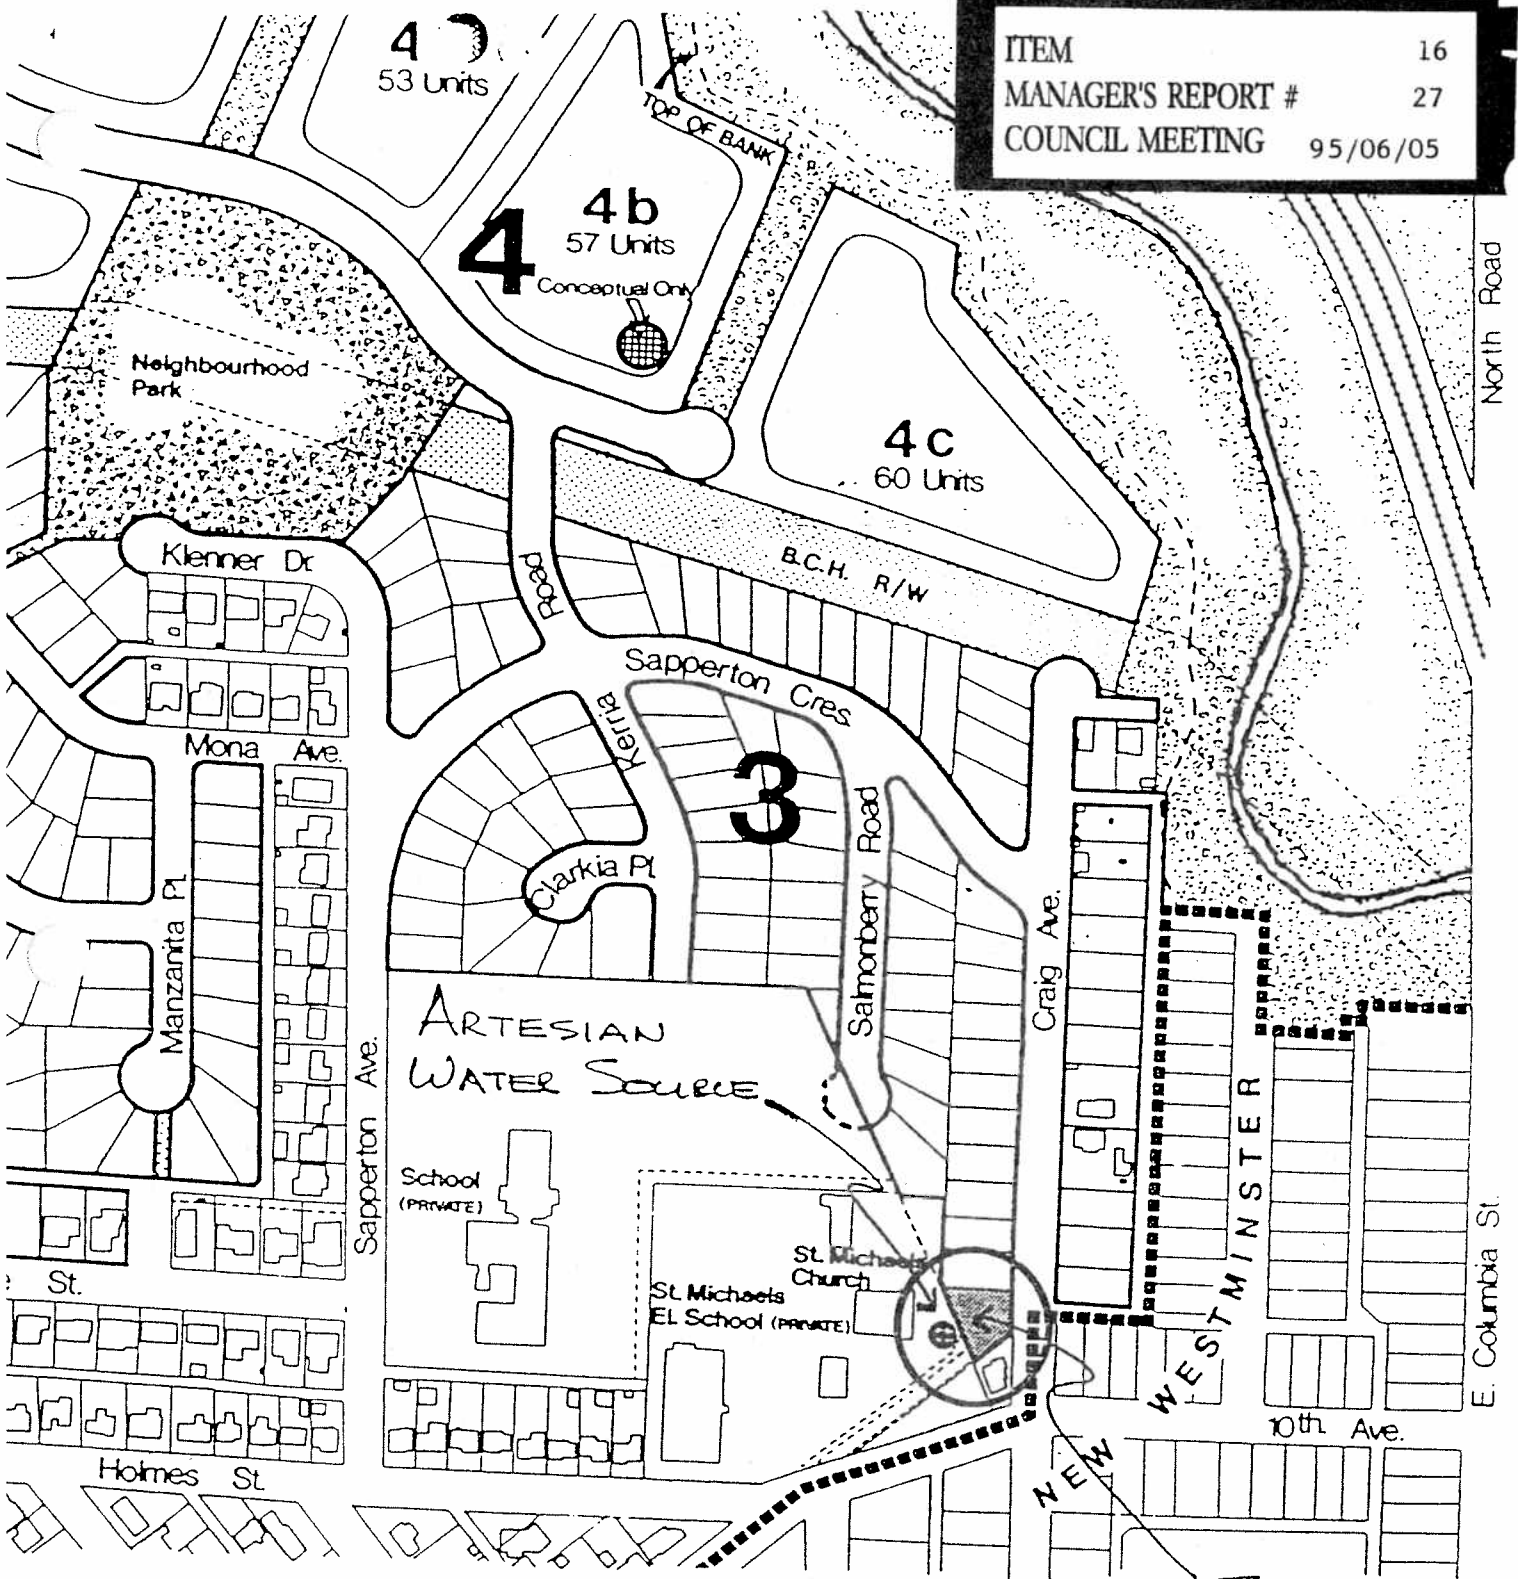 ITEM 16
MANAGER'S REPORT # 27
COUNCIL MEETING 95/06/05
4
53 Units
TOP OF BANK
4b
57 Units
4
Conceptual Only
North Road
Neighbourhood
Park
4c
60 Units
B.C.H. R/W
Klenner Dr.
Road
Sapperton Cres.
Kerria
Mona Ave.
3
Salmonberry Road
Clarkia Pl.
Manzanita Pl.
Craig Ave.
ARTESIAN
WATER SOURCE
Sapperton Ave.
School
(PRIVATE)
St. Michaels
Church
St. Michaels
EL School (PRIVATE)
St.
NEW WESTMINSTER
E. Columbia St.
10th Ave.
Holmes St.